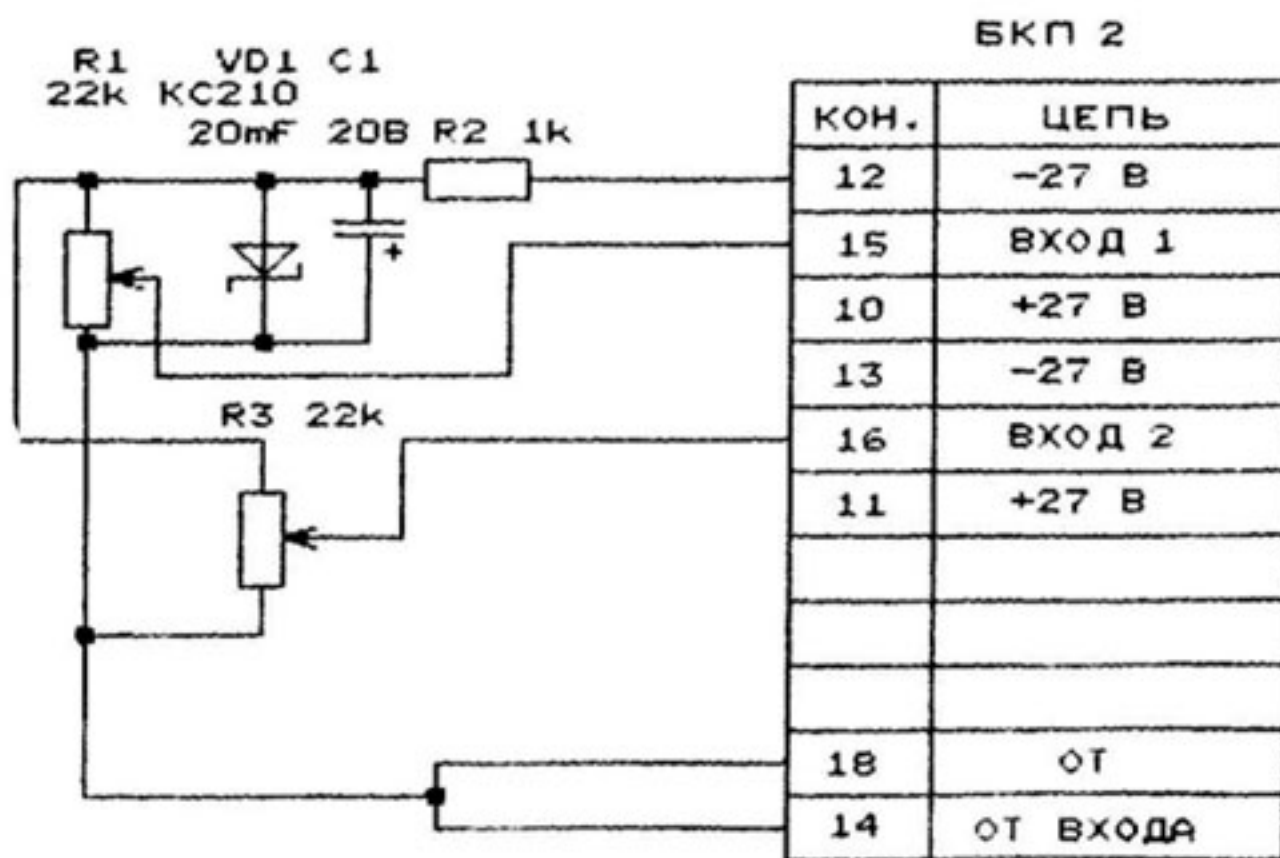 БКП 2
R1 VD1 C1
22k КС210
20mF 20В R2 1k
КОН. ЦЕПЬ
12 -27 В
15 ВХОД 1
10 +27 В
13 -27 В
R3 22k
16 ВХОД 2
11 +27 В
18 ОТ
14 ОТ ВХОДА
+